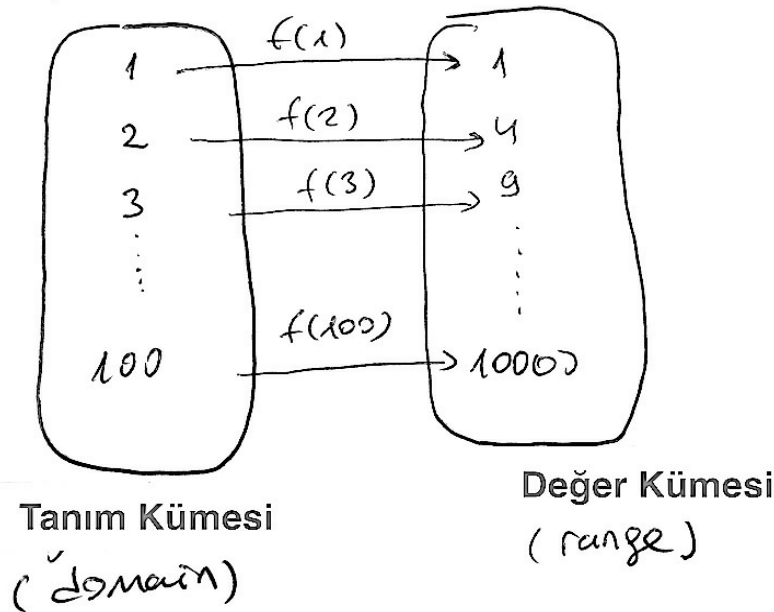 f(1)
1 1
f(2)
2 4
f(3)
3 9
f(100)
100 10000
Değer Kümesi
Tanım Kümesi
(range)
(domain)